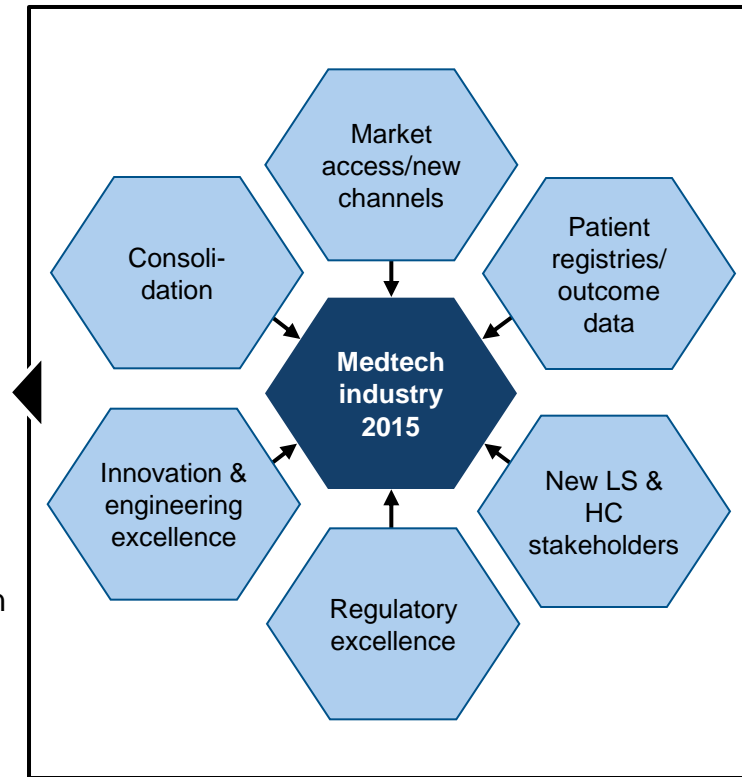 Market
access/new
channels
Consoli-
dation
Patient
registries/
outcome
data
Medtech
industry
2015
Innovation &
engineering
excellence
New LS &
HC
stakeholders
Regulatory
excellence